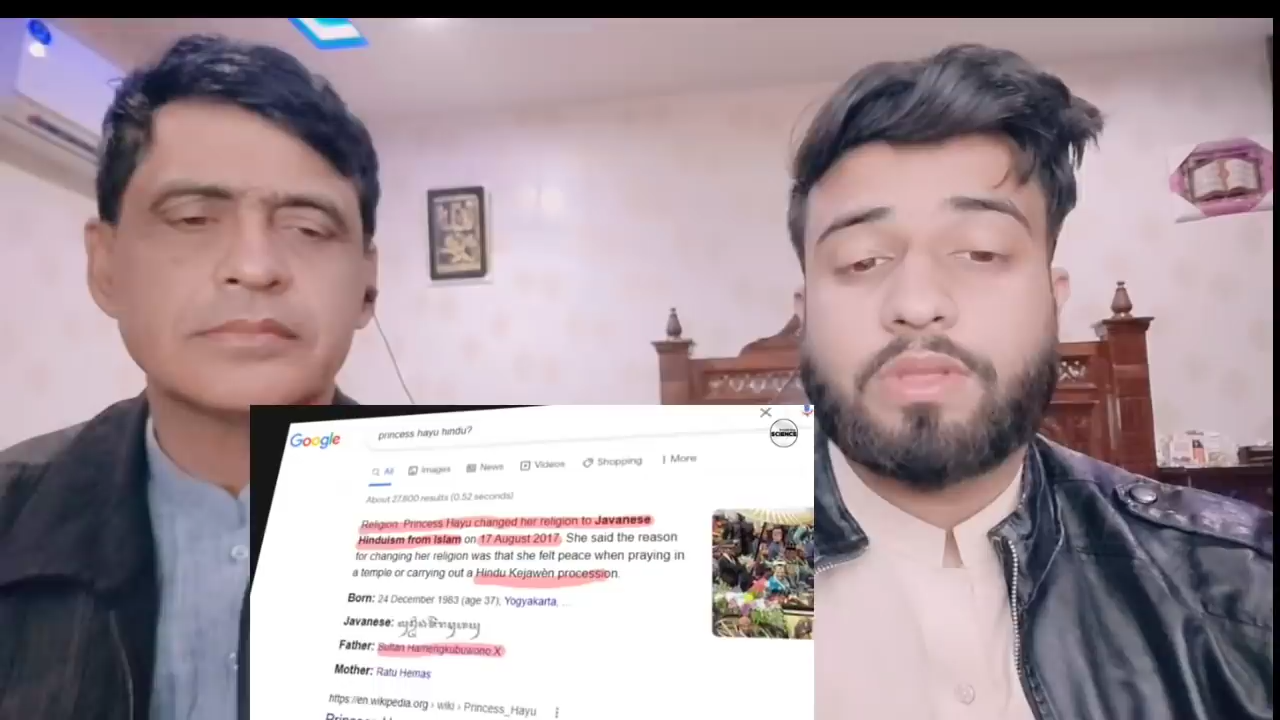 Google
princess hayu hindu?
All Images News Videos Shopping More
About 27,800 results (0.52 seconds)
Religion: Princess Hayu changed her religion to Javanese
Hinduism from Islam on 17 August 2017. She said the reason
for changing her religion was that she felt peace when praying in
a temple or carrying out a Hindu Kejawèn procession.
SCIENCE
Born: 24 December 1983 (age 37), Yogyakarta, ...
Javanese:
Father: Sultan Hamengkubuwono X
Mother: Ratu Hemas
https://en.wikipedia.org › wiki › Princess_Hayu